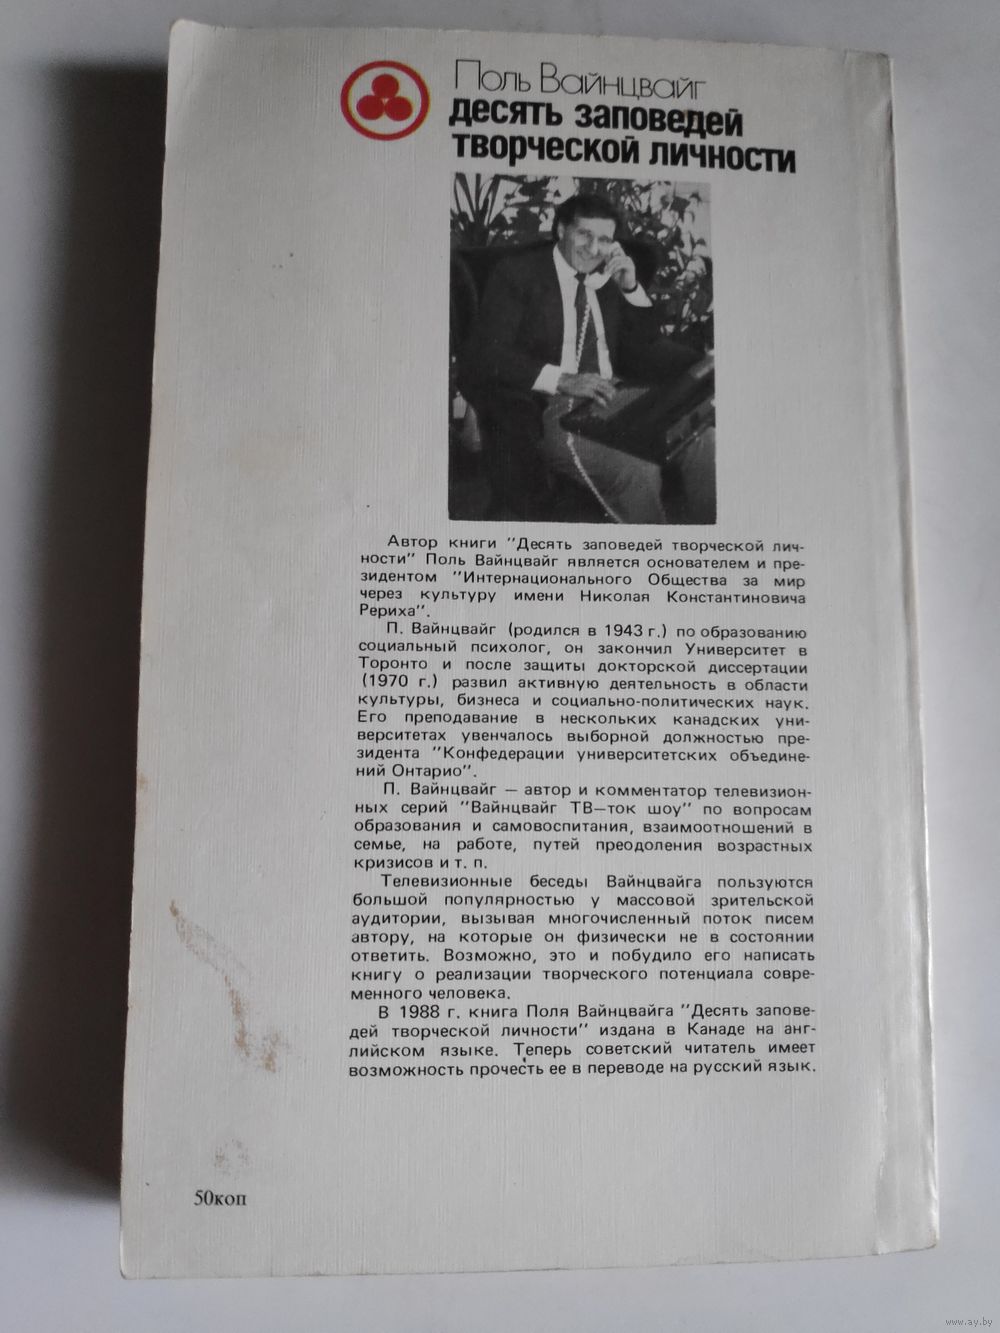 Поль Вайнцвайг
десять заповедей
творческой личности
Автор книги "Десять заповедей творческой лич-
ности" Поль Вайнцвайг является основателем и пре-
зидентом "Интернационального Общества за мир
через культуру имени Николая Константиновича
Рериха".
П. Вайнцвайг (родился в 1943 г.) по образованию
социальный психолог, он закончил Университет в
Торонто и после защиты докторской диссертации
(1970 г.) развил активную деятельность в области
культуры, бизнеса и социально-политических наук.
Его преподавание в нескольких канадских уни-
верситетах увенчалось выборной должностью пре-
зидента "Конфедерации университетских объедине-
ний Онтарио".
П. Вайнцвайг — автор и комментатор телевизион-
ных серий "Вайнцвайг ТВ—ток шоу" по вопросам
образования и самовоспитания, взаимоотношений в
семье, на работе, путей преодоления возрастных
кризисов и т. п.
Телевизионные беседы Вайнцвайга пользуются
большой популярностью у массовой зрительской
аудитории, вызывая многочисленный поток писем
автору, на которые он физически не в состоянии
ответить. Возможно, это и побудило его написать
книгу о реализации творческого потенциала совре-
менного человека.
В 1988 г. книга Поля Вайнцвайга "Десять запове-
дей творческой личности" издана в Канаде на анг-
лийском языке. Теперь советский читатель имеет
возможность прочесть ее в переводе на русский язык.
50коп
www.ay.by